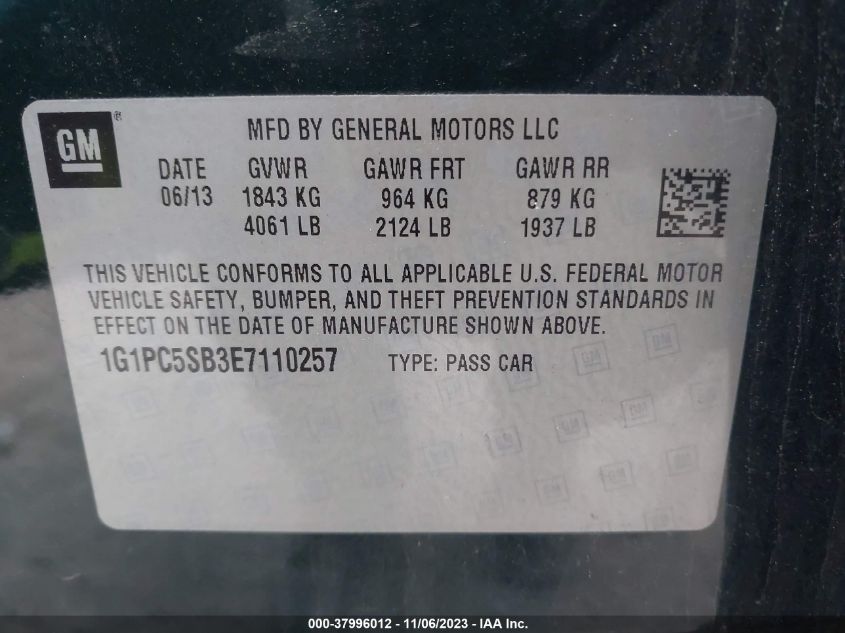 GM ®
MFD BY GENERAL MOTORS LLC
DATE GVWR GAWR FRT GAWR RR
06/13 1843 KG 964 KG 879 KG
4061 LB 2124 LB 1937 LB
THIS VEHICLE CONFORMS TO ALL APPLICABLE U.S. FEDERAL MOTOR
VEHICLE SAFETY, BUMPER, AND THEFT PREVENTION STANDARDS IN
EFFECT ON THE DATE OF MANUFACTURE SHOWN ABOVE.
1G1PC5SB3E7110257 TYPE: PASS CAR
000-37996012 - 11/06/2023 - IAA Inc.